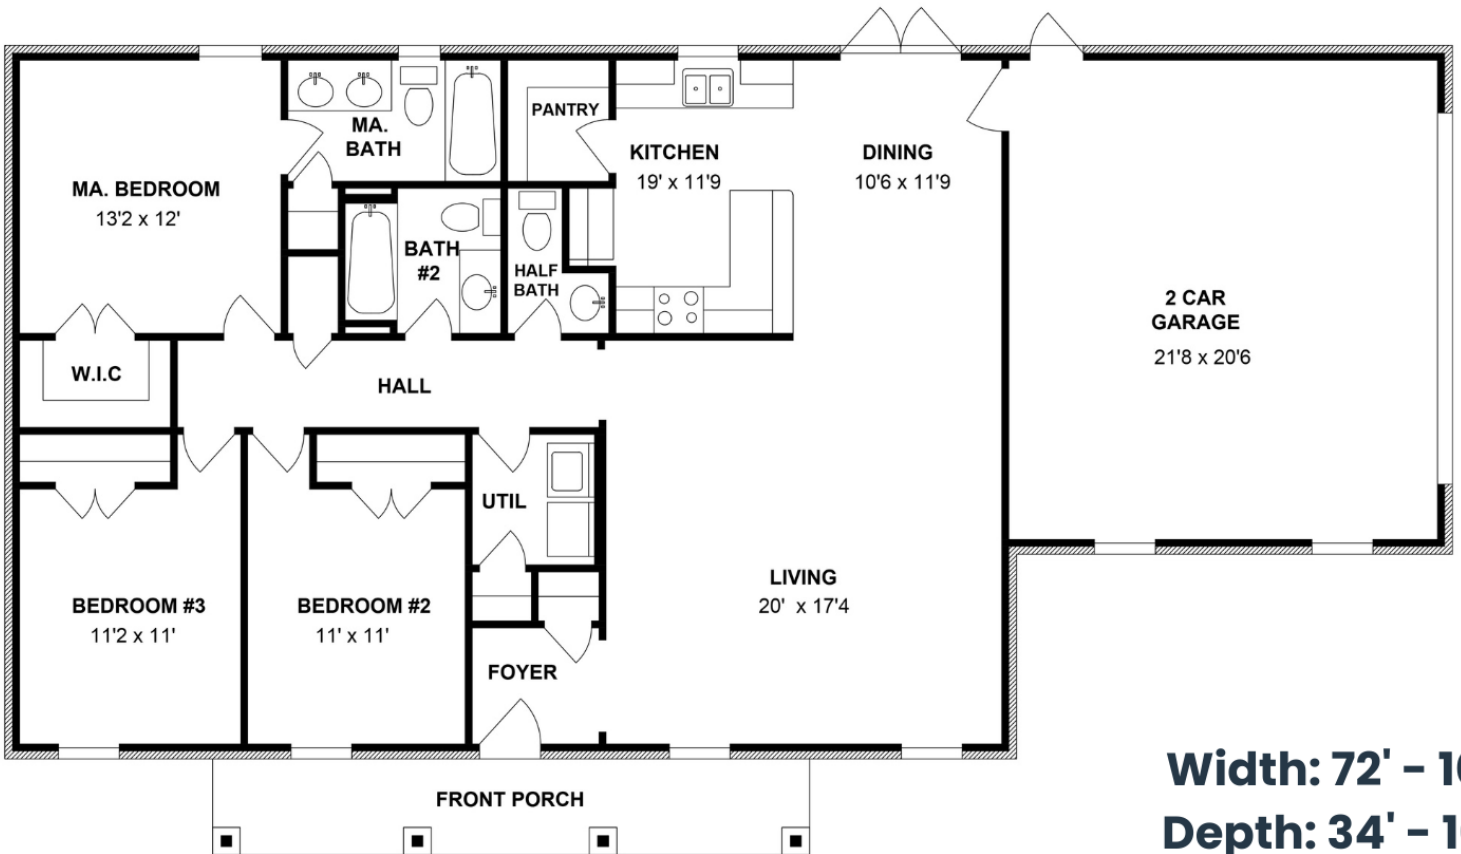 PANTRY
MA.
BATH
KITCHEN
19' x 11'9
DINING
10'6 x 11'9
MA. BEDROOM
13'2 x 12'
BATH
#2
HALF
BATH
2 CAR
GARAGE
21'8 x 20'6
W.I.C
HALL
UTIL
LIVING
20' x 17'4
BEDROOM #3
11'2 x 11'
BEDROOM #2
11' x 11'
FOYER
FRONT PORCH
Width: 72' - 1
Depth: 34' - 1